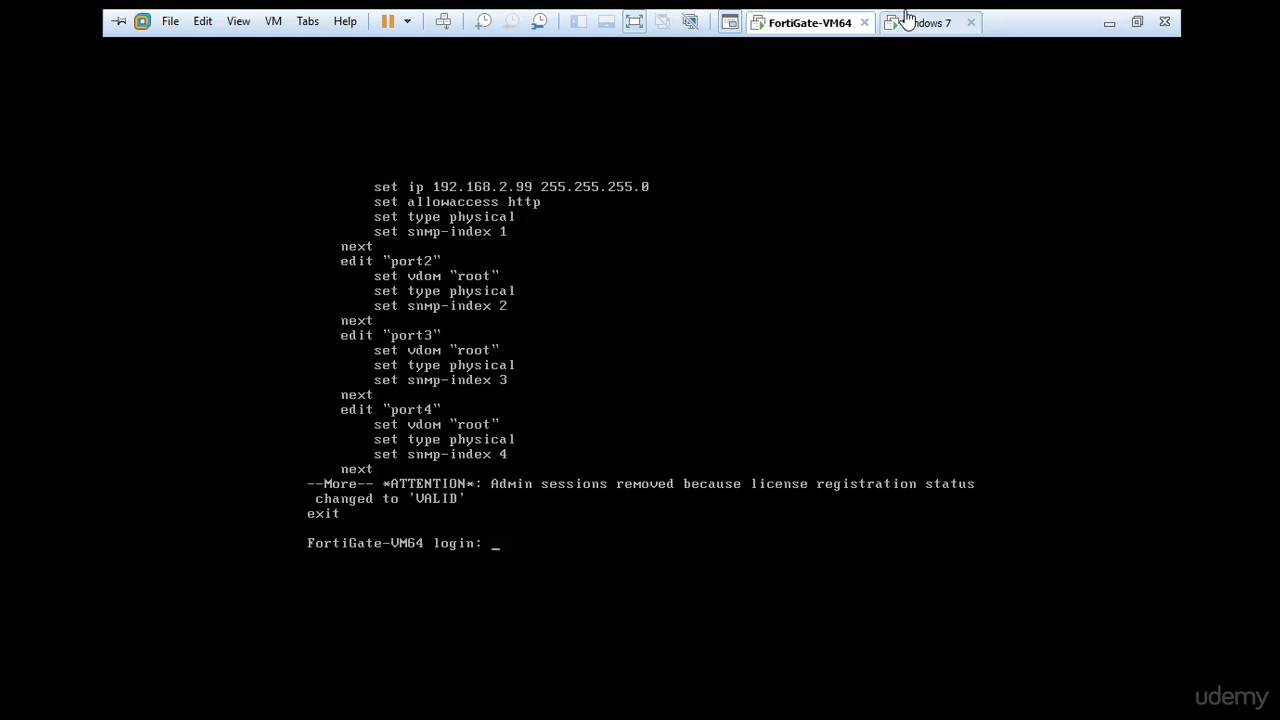 File Edit View VM Tabs Help FortiGate-VM64 ndows 7
set ip 192.168.2.99 255.255.255.0
set allowaccess http
set type physical
set snmp-index 1
next
edit "port2"
set vdom "root"
set type physical
set snmp-index 2
next
edit "port3"
set vdom "root"
set type physical
set snmp-index 3
next
edit "port4"
set vdom "root"
set type physical
set snmp-index 4
next
--More-- *ATTENTION*: Admin sessions removed because license registration status
changed to 'VALID'
exit
FortiGate-VM64 login: _
udemy